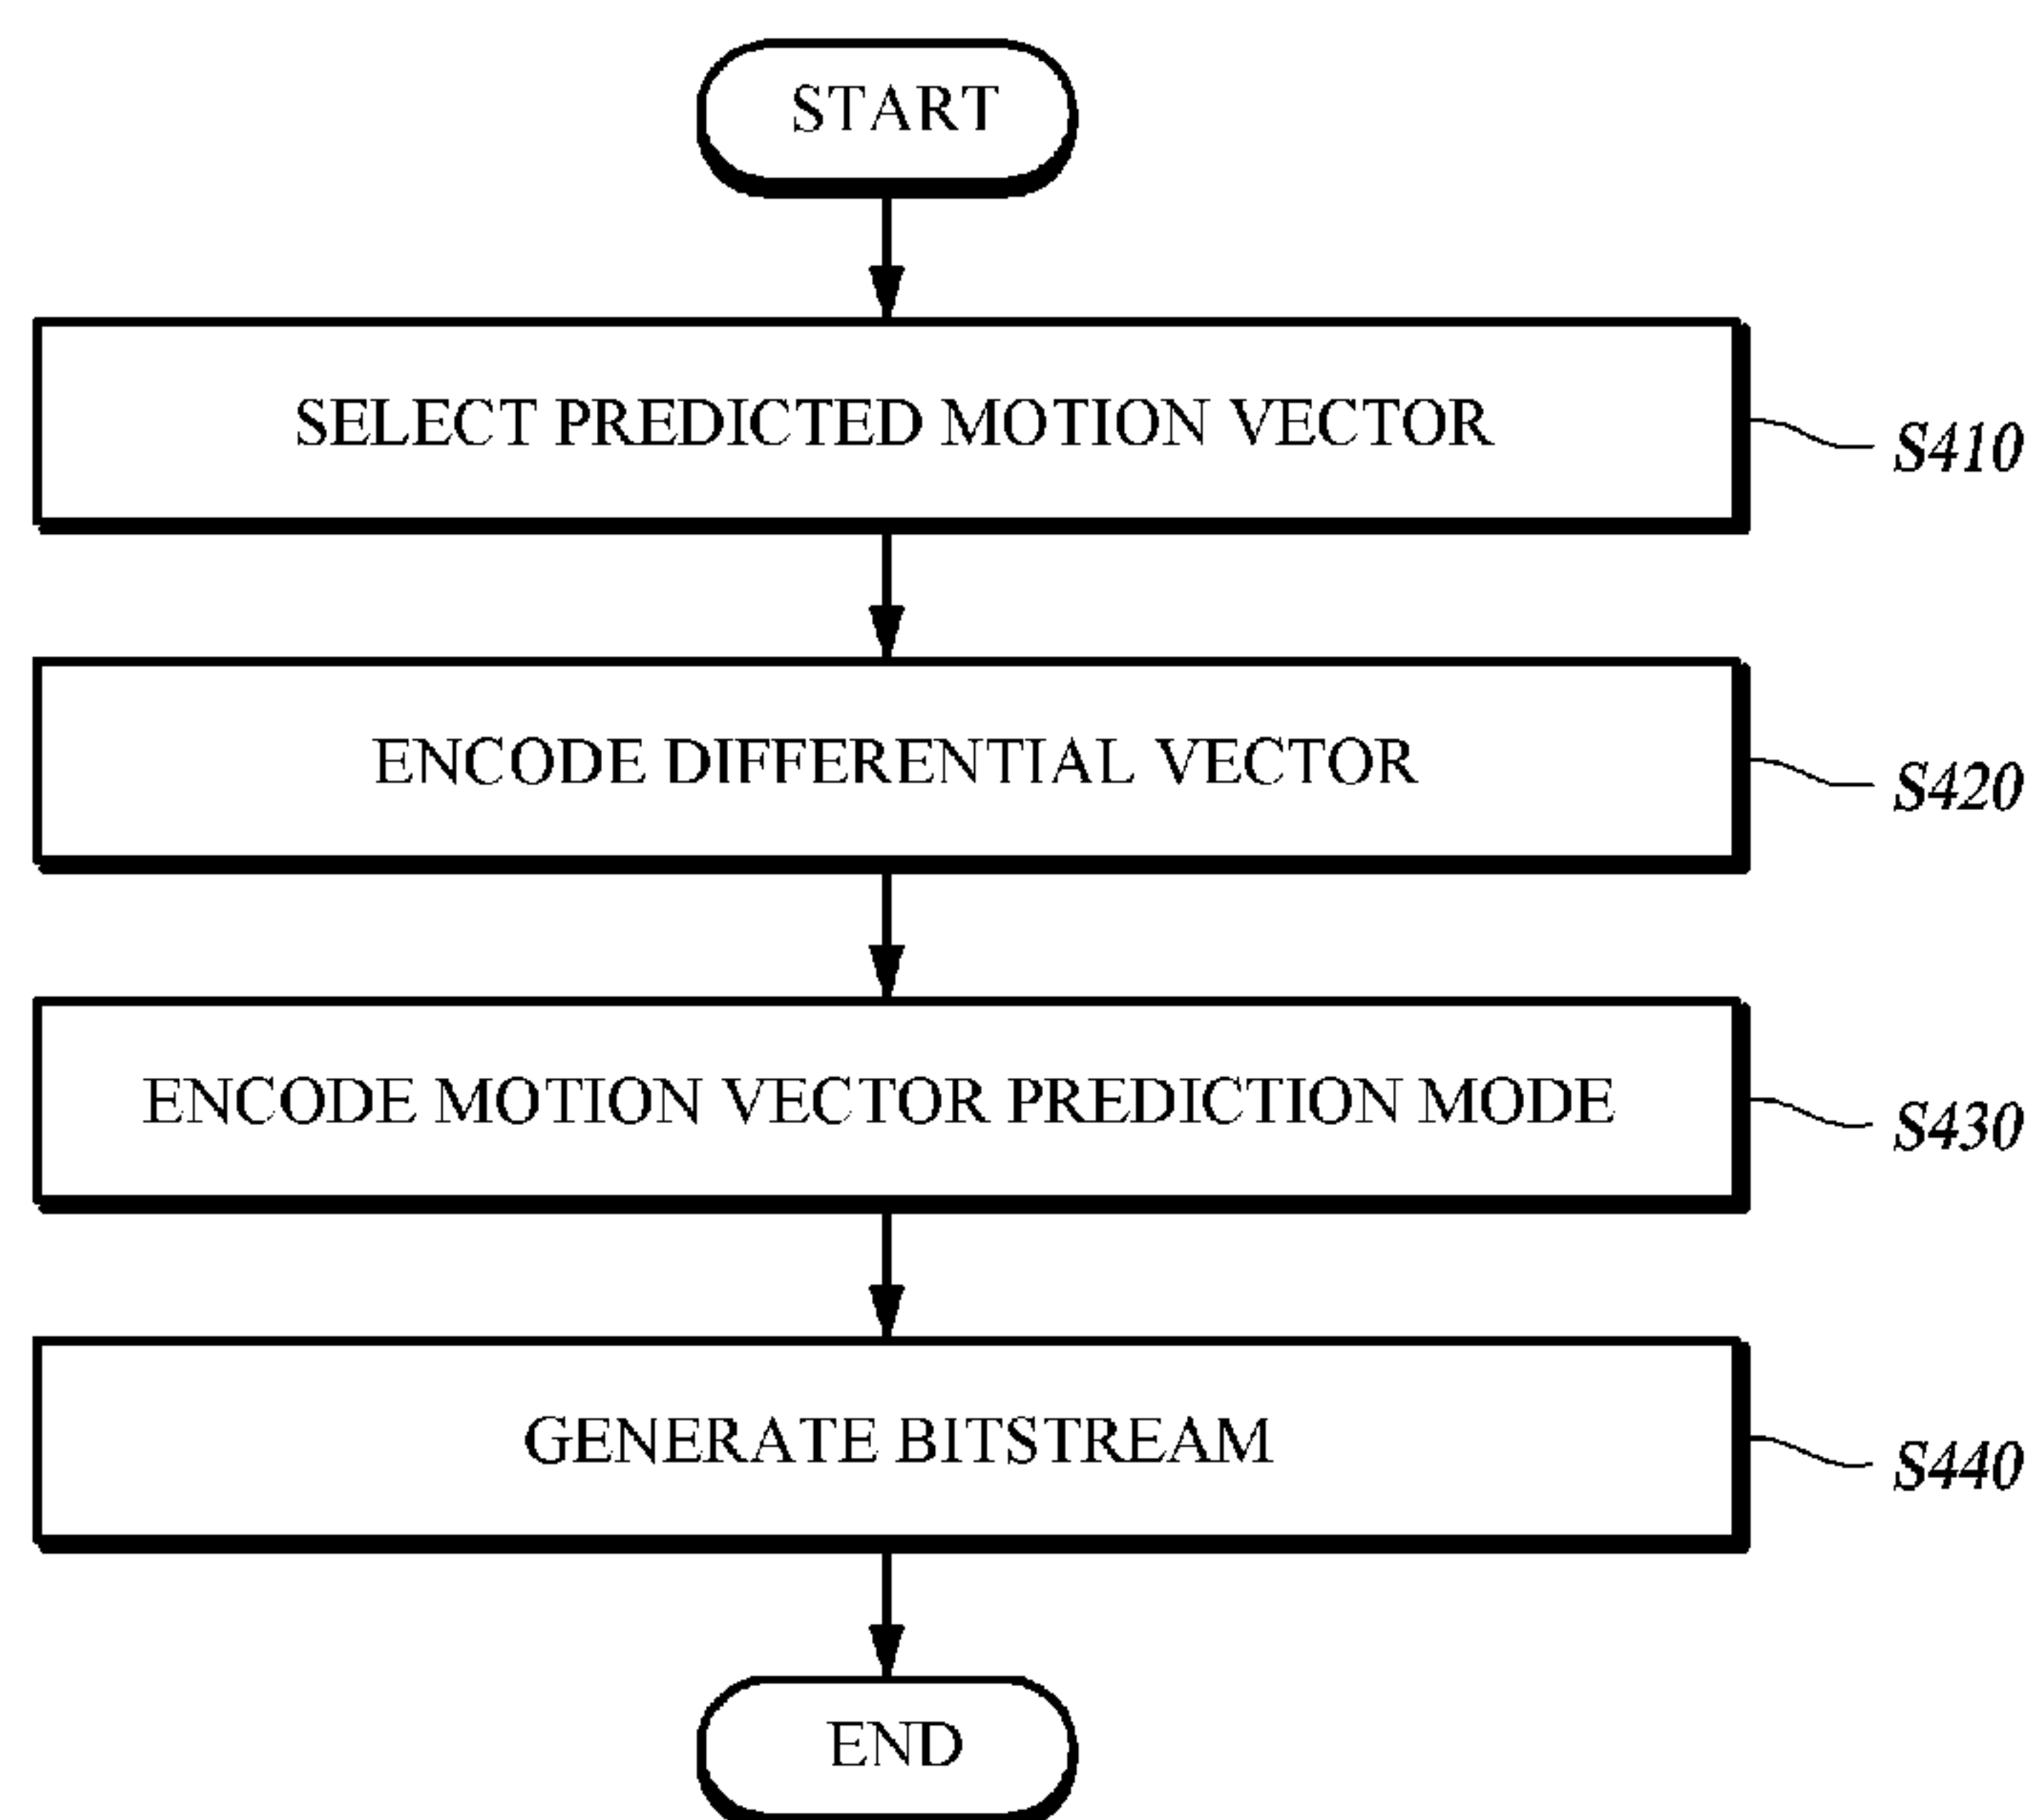 START
SELECT PREDICTED MOTION VECTOR
S410
ENCODE DIFFERENTIAL VECTOR
S420
ENCODE MOTION VECTOR PREDICTION MODE
S430
GENERATE BITSTREAM
S440
END